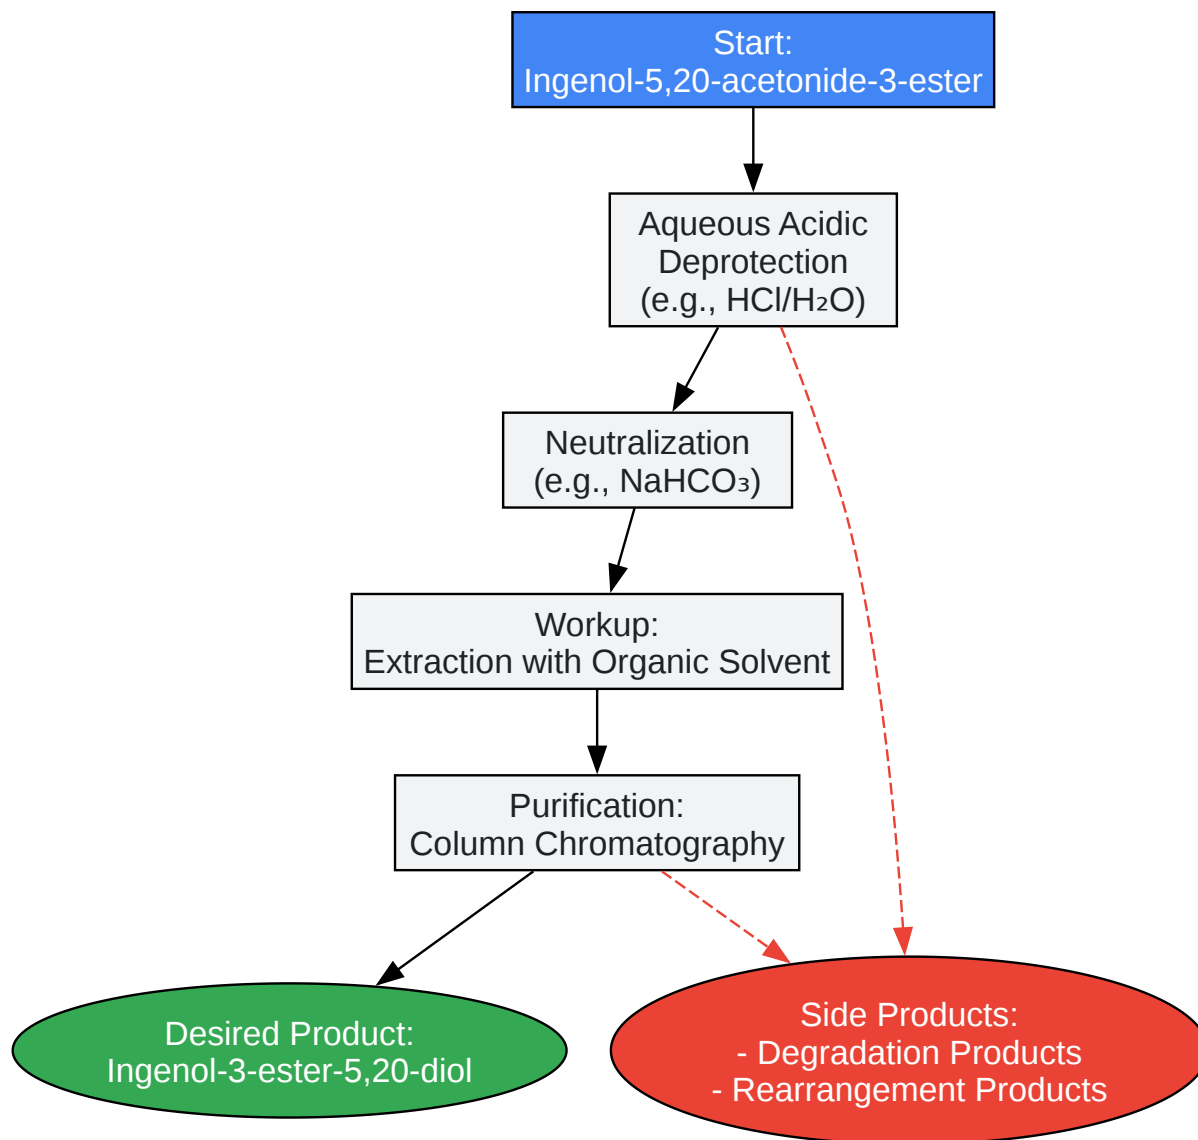 Start:
Ingenol-5,20-acetonide-3-ester
Aqueous Acidic
Deprotection
(e.g., HCl/H₂O)
Neutralization
(e.g., NaHCO₃)
Workup:
Extraction with Organic Solvent
Purification:
Column Chromatography
Desired Product:
Ingenol-3-ester-5,20-diol
Side Products:
- Degradation Products
- Rearrangement Products